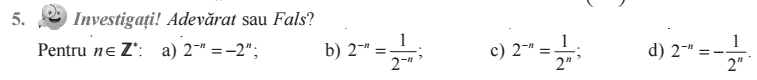 5. Investigați! Adevărat sau Fals?
Pentru n ∈ ℤ*: a) 2⁻ⁿ = –2ⁿ; b) 2⁻ⁿ = 1/2⁻ⁿ; c) 2⁻ⁿ = 1/2ⁿ; d) 2⁻ⁿ = –1/2ⁿ.